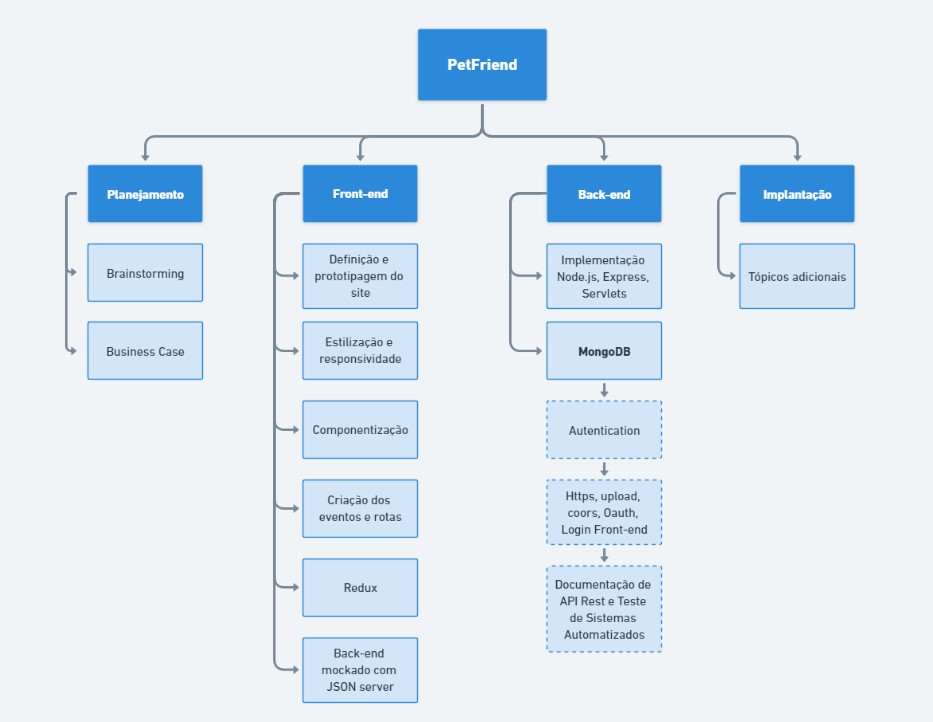 PetFriend
Planejamento
Brainstorming
Business Case
Front-end
Definição e
prototipagem do
site
Estilização e
responsividade
Componentização
Criação dos
eventos e rotas
Redux
Back-end
mockado com
JSON server
Back-end
Implementação
Node.js, Express,
Servlets
MongoDB
Autentication
Https, upload,
coors, Oauth,
Login Front-end
Documentação de
API Rest e Teste
de Sistemas
Automatizados
Implantação
Tópicos adicionais